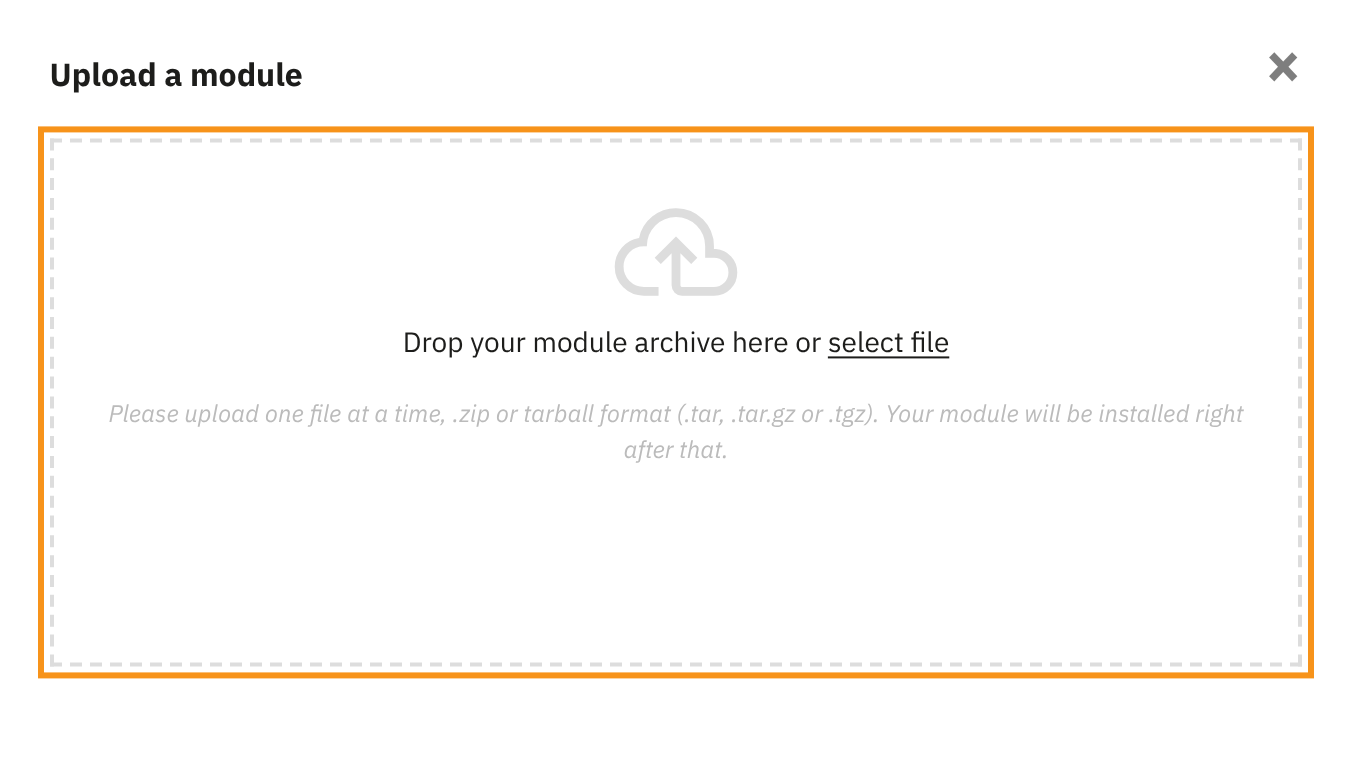 Upload a module
Drop your module archive here or select file
Please upload one file at a time, .zip or tarball format (.tar, .tar.gz or .tgz). Your module will be installed right
after that.